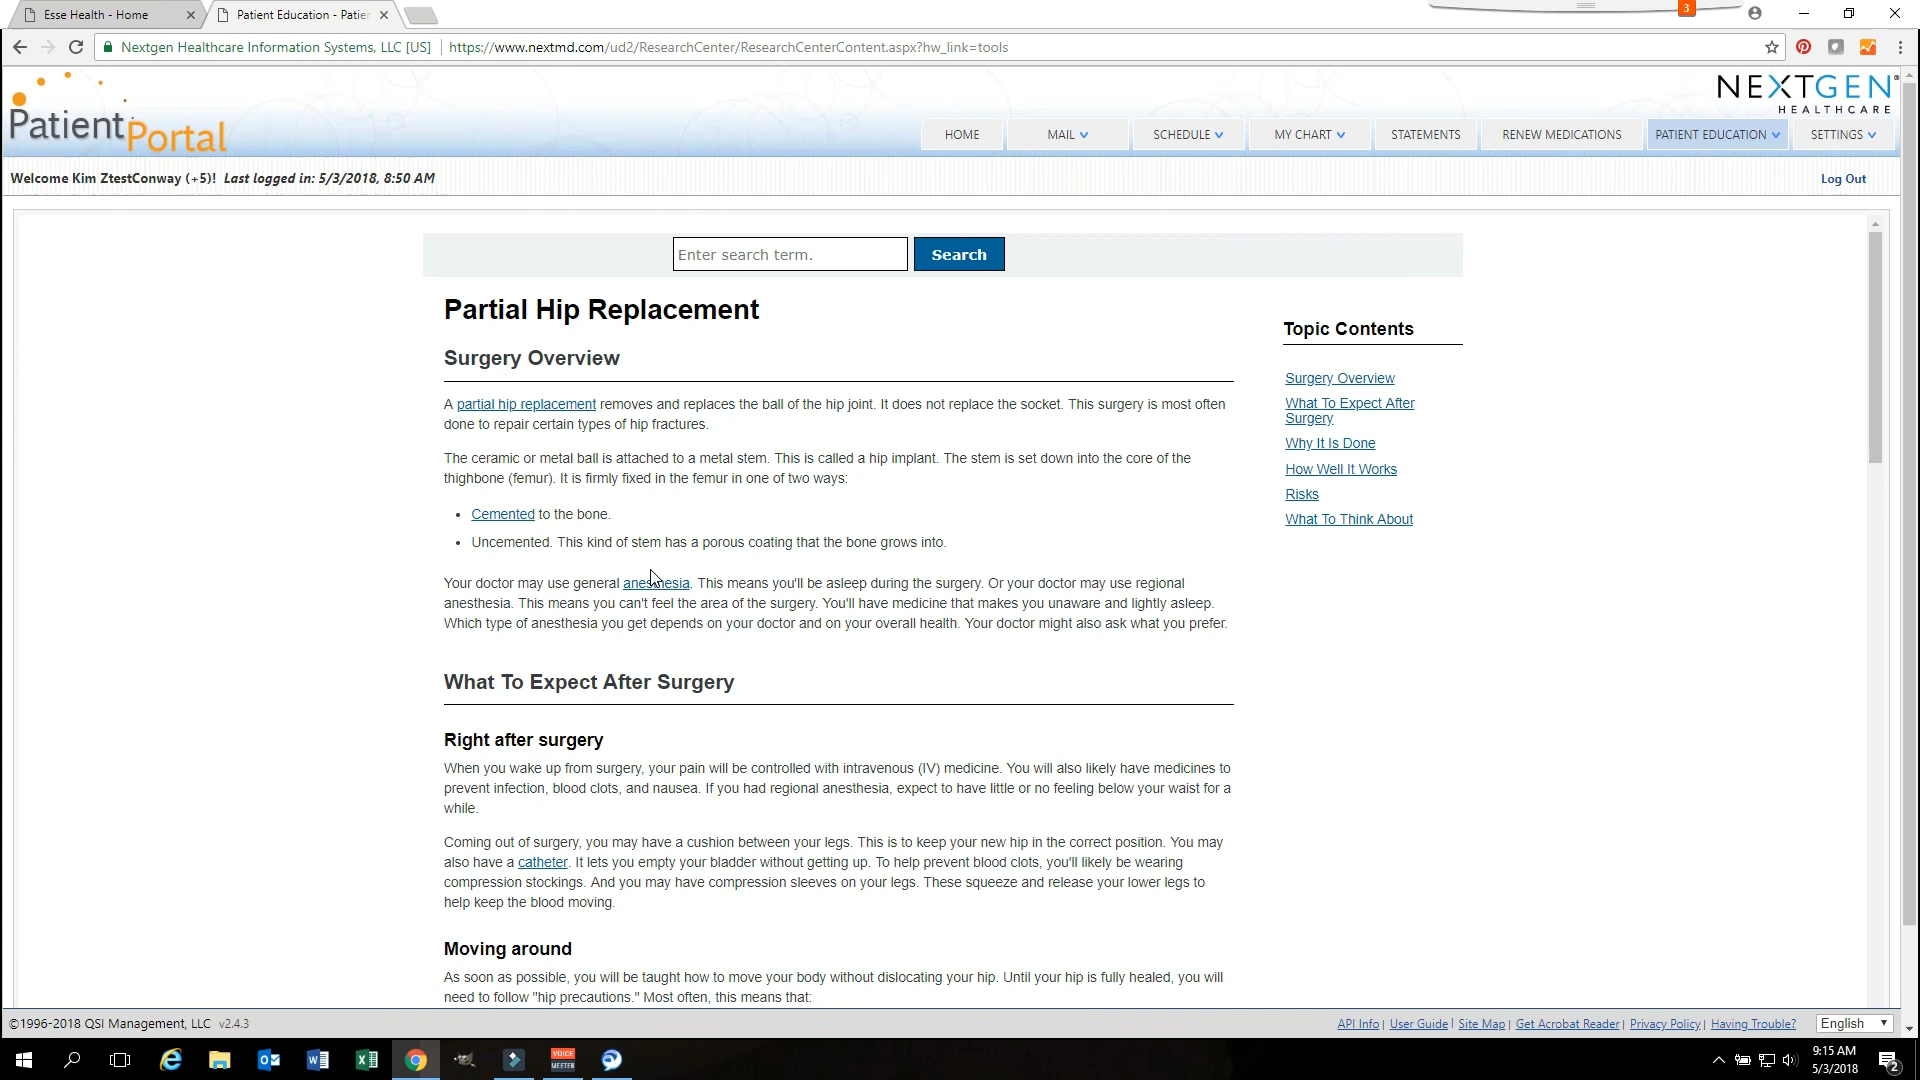 Esse Health - Home
Patient Education - Patie
3
Nextgen Healthcare Information Systems, LLC [US]
https://www.nextmd.com/ud2/ResearchCenter/ResearchCenterContent.aspx?hw_link=tools
Patient Portal
NEXTGEN
HEALTHCARE
HOME
MAIL
SCHEDULE
MY CHART
STATEMENTS
RENEW MEDICATIONS
PATIENT EDUCATION
SETTINGS
Welcome Kim ZtestConway (+5)! Last logged in: 5/3/2018, 8:50 AM
Log Out
Enter search term.
Search
Partial Hip Replacement
Surgery Overview
A partial hip replacement removes and replaces the ball of the hip joint. It does not replace the socket. This surgery is most often
done to repair certain types of hip fractures.
The ceramic or metal ball is attached to a metal stem. This is called a hip implant. The stem is set down into the core of the
thighbone (femur). It is firmly fixed in the femur in one of two ways:
• Cemented to the bone.
• Uncemented. This kind of stem has a porous coating that the bone grows into.
Your doctor may use general anesthesia. This means you'll be asleep during the surgery. Or your doctor may use regional
anesthesia. This means you can't feel the area of the surgery. You'll have medicine that makes you unaware and lightly asleep.
Which type of anesthesia you get depends on your doctor and on your overall health. Your doctor might also ask what you prefer.
What To Expect After Surgery
Right after surgery
When you wake up from surgery, your pain will be controlled with intravenous (IV) medicine. You will also likely have medicines to
prevent infection, blood clots, and nausea. If you had regional anesthesia, expect to have little or no feeling below your waist for a
while.
Coming out of surgery, you may have a cushion between your legs. This is to keep your new hip in the correct position. You may
also have a catheter. It lets you empty your bladder without getting up. To help prevent blood clots, you'll likely be wearing
compression stockings. And you may have compression sleeves on your legs. These squeeze and release your lower legs to
help keep the blood moving.
Moving around
As soon as possible, you will be taught how to move your body without dislocating your hip. Until your hip is fully healed, you will
need to follow "hip precautions." Most often, this means that:
Topic Contents
Surgery Overview
What To Expect After
Surgery
Why It Is Done
How Well It Works
Risks
What To Think About
©1996-2018 QSI Management, LLC v2.4.3
API Info | User Guide | Site Map | Get Acrobat Reader | Privacy Policy | Having Trouble?
English
VOICE
MEETER
9:15 AM
5/3/2018
2